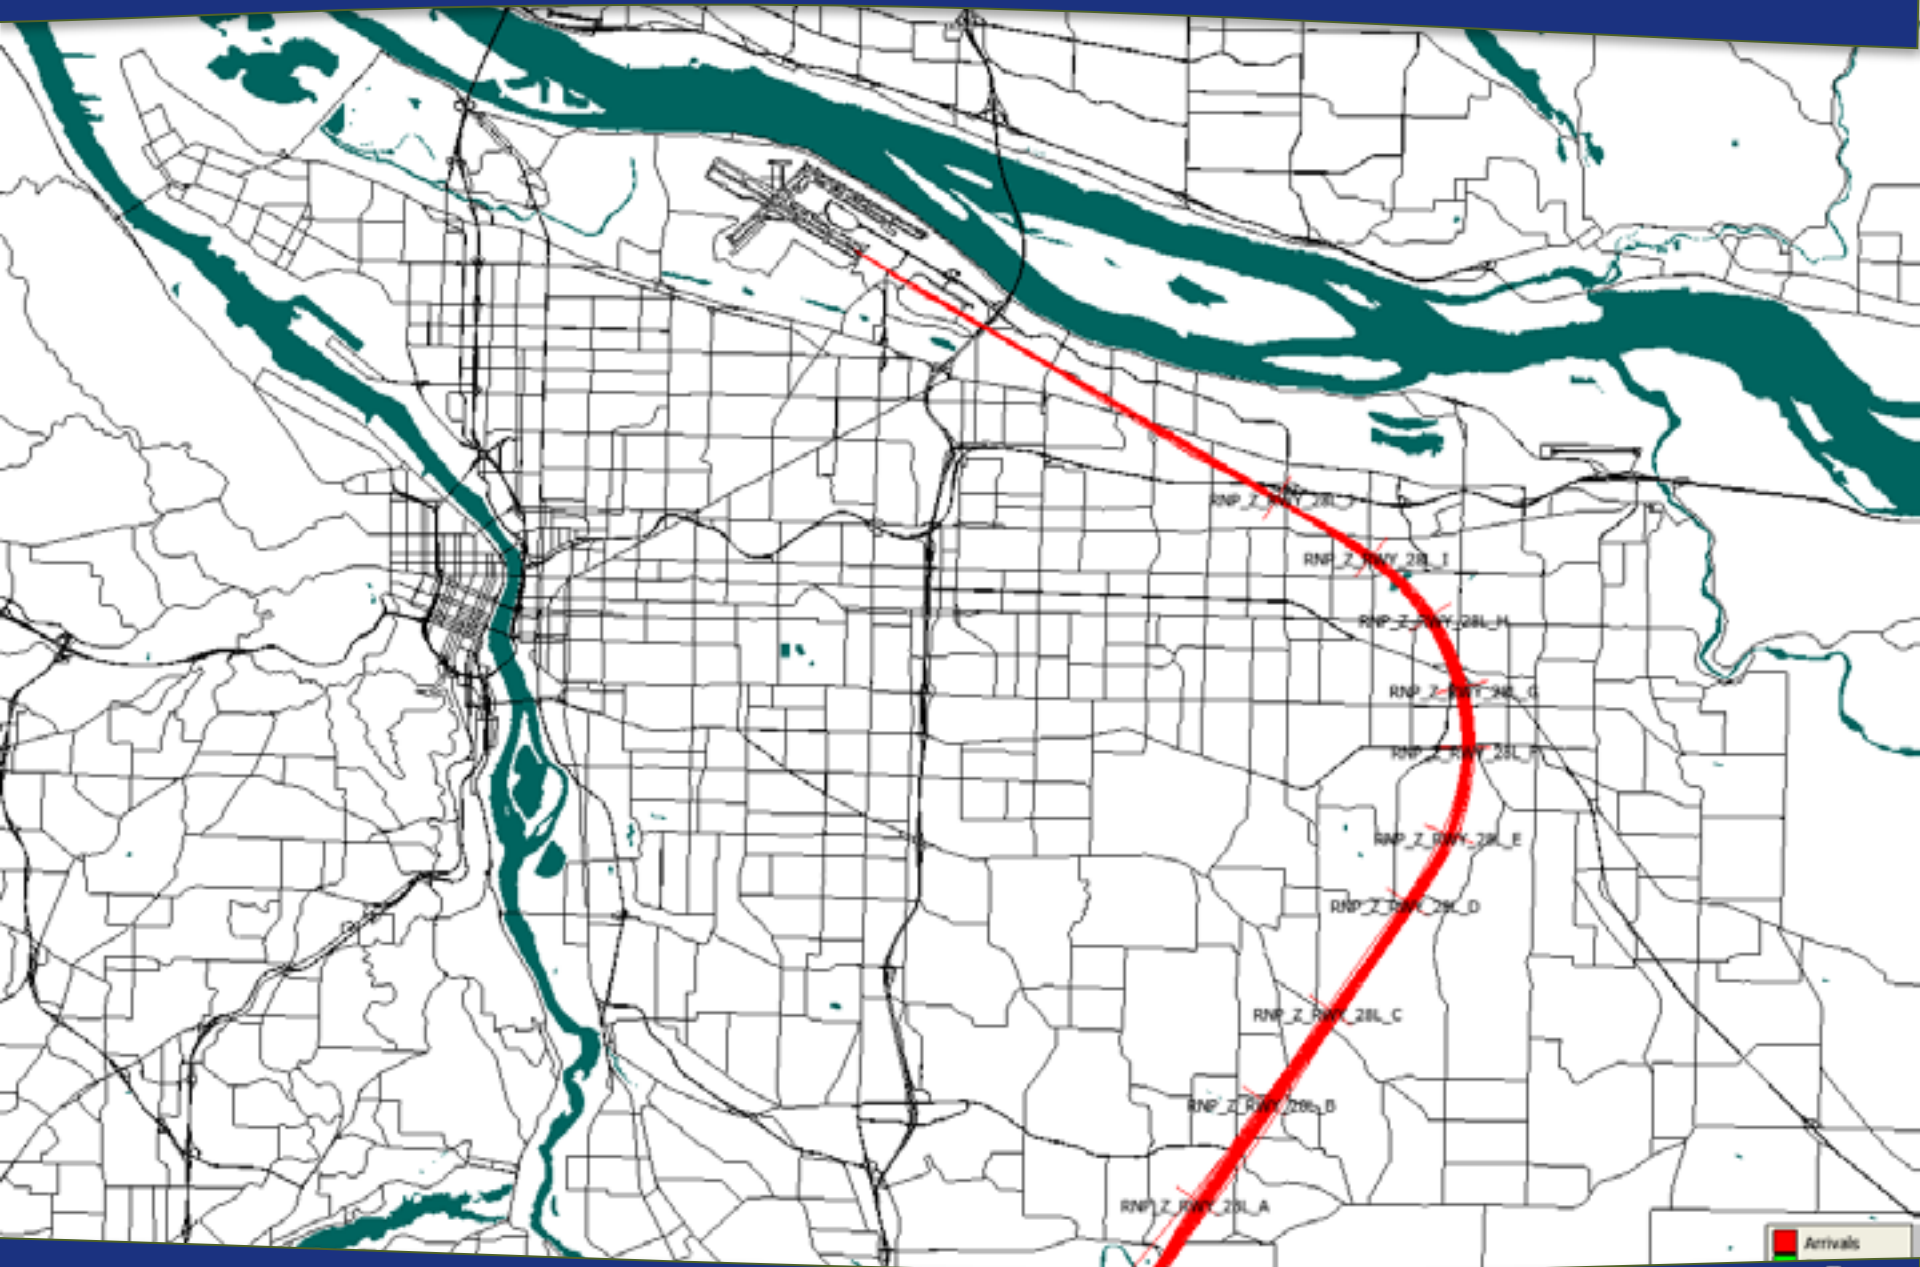 RNP_Z_RWY_28L_J
RNP_Z_RWY_28L_I
RNP_Z_RWY_28L_H
RNP_Z_RWY_28L_G
RNP_Z_RWY_28L_F
RNP_Z_RWY_28L_E
RNP_Z_RWY_28L_D
RNP_Z_RWY_28L_C
RNP_Z_RWY_28L_B
RNP_Z_RWY_28L_A
Arrivals